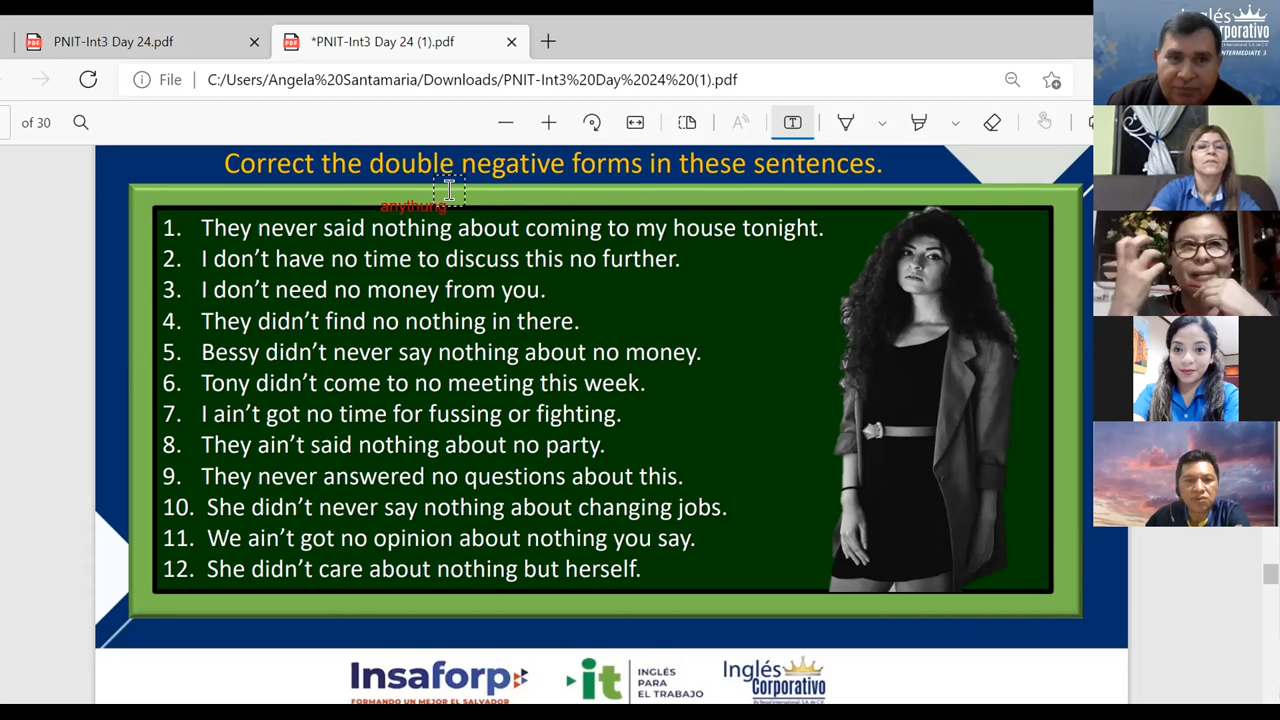 PNIT-Int3 Day 24.pdf
*PNIT-Int3 Day 24 (1).pdf
File
C:/Users/Angela%20Santamaria/Downloads/PNIT-Int3%20Day%2024%20(1).pdf
of 30
Correct the double negative forms in these sentences.
anythung
1. They never said nothing about coming to my house tonight.
2. I don’t have no time to discuss this no further.
3. I don’t need no money from you.
4. They didn’t find no nothing in there.
5. Bessy didn’t never say nothing about no money.
6. Tony didn’t come to no meeting this week.
7. I ain’t got no time for fussing or fighting.
8. They ain’t said nothing about no party.
9. They never answered no questions about this.
10. She didn’t never say nothing about changing jobs.
11. We ain’t got no opinion about nothing you say.
12. She didn’t care about nothing but herself.
Insaforp
FORMANDO UN MEJOR EL SALVADOR
it
INGLÉS
PARA
EL TRABAJO
Inglés
Corporativo
Inglés
Corporativo
INTERMEDIATE 3